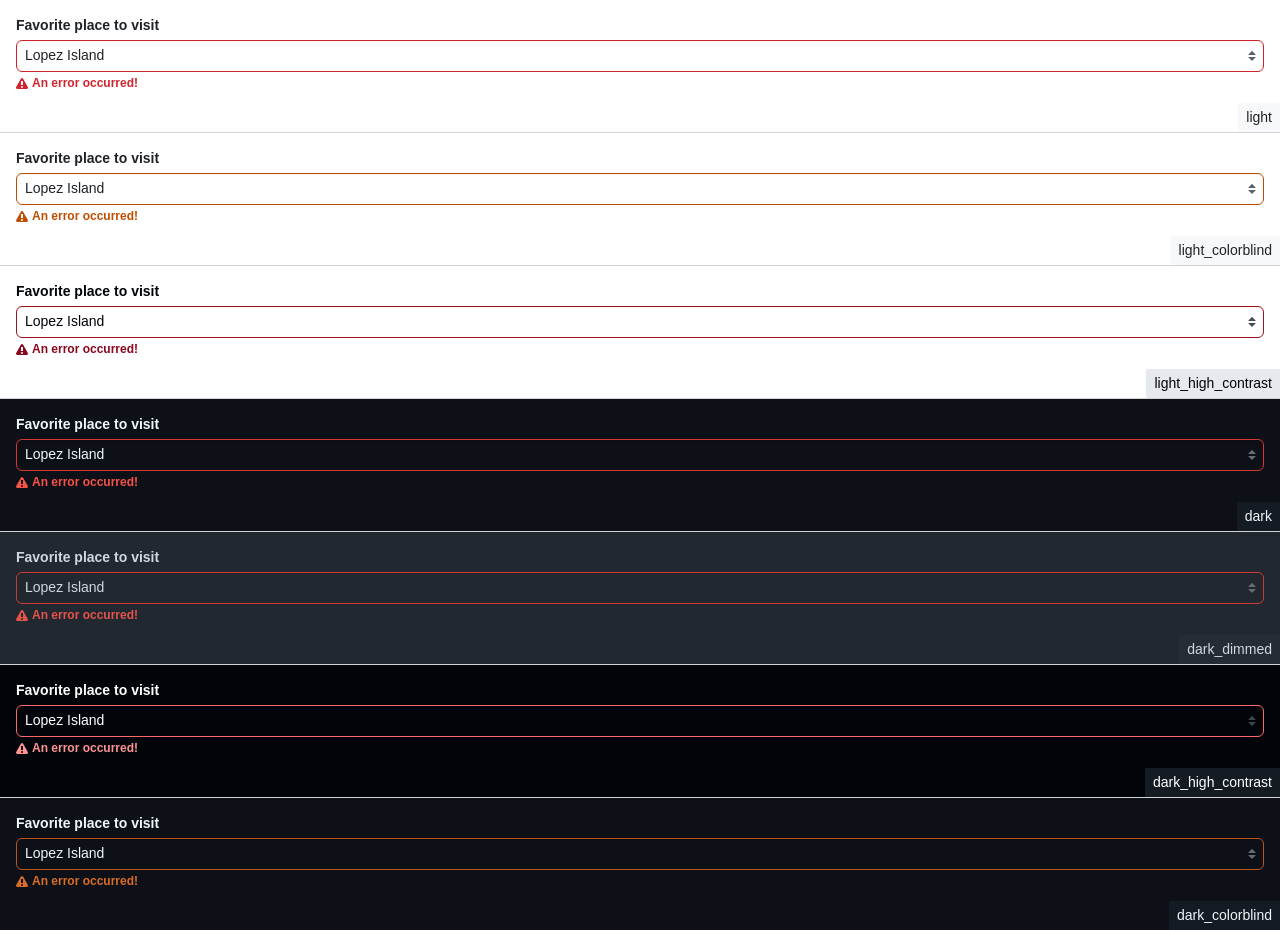 Favorite place to visit
Lopez Island
An error occurred!
light
Favorite place to visit
Lopez Island
An error occurred!
light_colorblind
Favorite place to visit
Lopez Island
An error occurred!
light_high_contrast
Favorite place to visit
Lopez Island
An error occurred!
dark
Favorite place to visit
Lopez Island
An error occurred!
dark_dimmed
Favorite place to visit
Lopez Island
An error occurred!
dark_high_contrast
Favorite place to visit
Lopez Island
An error occurred!
dark_colorblind